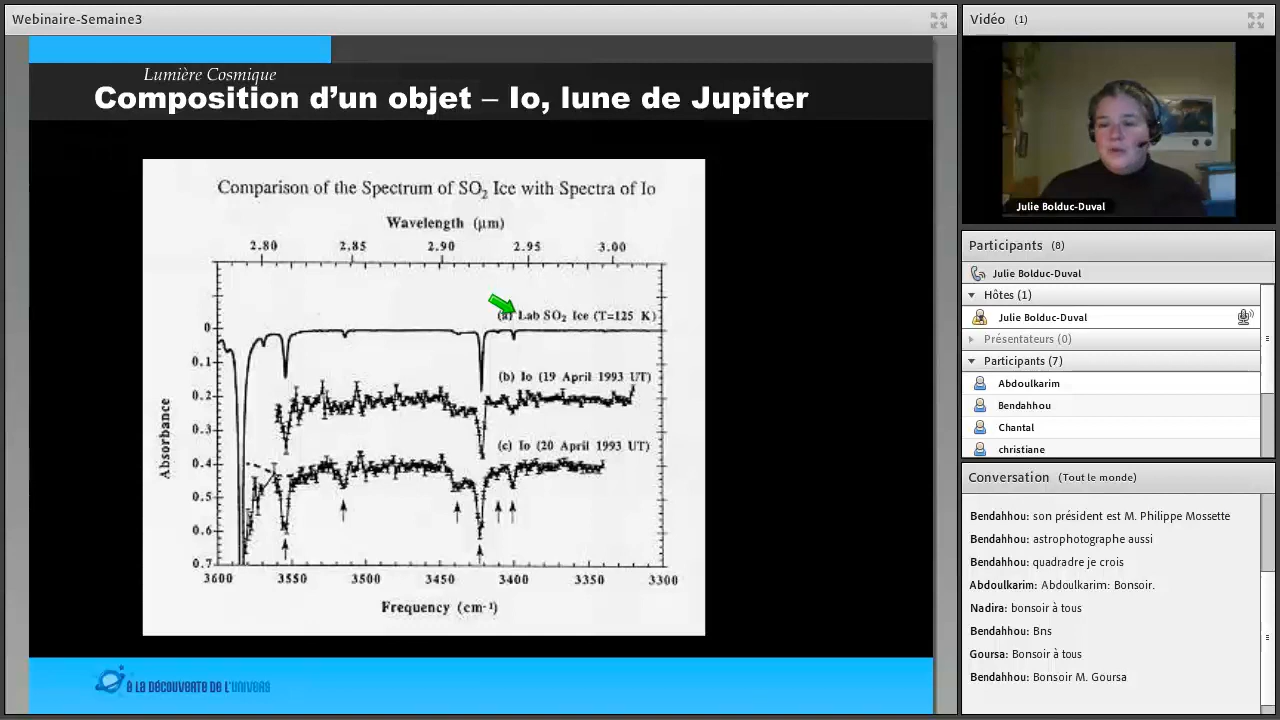 Webinaire-Semaine3
Lumière Cosmique
Composition d’un objet – Io, lune de Jupiter
Comparison of the Spectrum of SO₂ Ice with Spectra of Io
Wavelength (μm)
2.80 2.85 2.90 2.95 3.00
(a) Lab SO₂ Ice (T=125 K)
(b) Io (19 April 1993 UT)
(c) Io (20 April 1993 UT)
Absorbance
0
0.1
0.2
0.3
0.4
0.5
0.6
0.7
3600 3550 3500 3450 3400 3350 3300
Frequency (cm⁻¹)
À LA DÉCOUVERTE DE L'UNIVERS
Vidéo (1)
Julie Bolduc-Duval
Participants (8)
Julie Bolduc-Duval
Hôtes (1)
Julie Bolduc-Duval
Présentateurs (0)
Participants (7)
Abdoulkarim
Bendahhou
Chantal
christiane
Conversation (Tout le monde)
Bendahhou: son président est M. Philippe Mossette
Bendahhou: astrophotographe aussi
Bendahhou: quadradre je crois
Abdoulkarim: Abdoulkarim: Bonsoir.
Nadira: bonsoir à tous
Bendahhou: Bns
Goursa: Bonsoir à tous
Bendahhou: Bonsoir M. Goursa